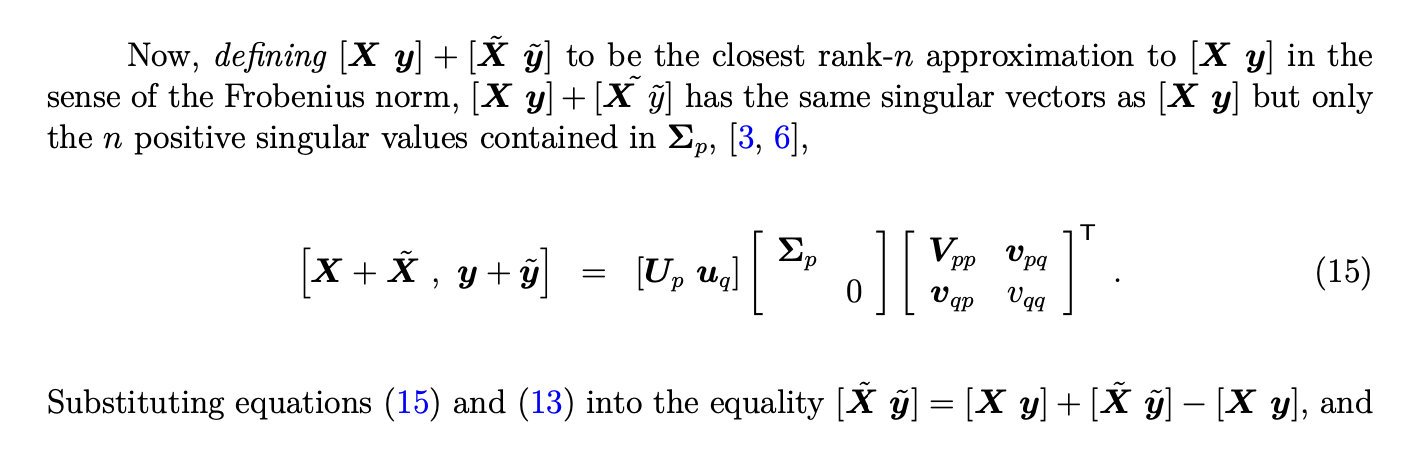 Now, defining [X y] + [X̃ ỹ] to be the closest rank-n approximation to [X y] in the
sense of the Frobenius norm, [X y] + [X̃ ỹ] has the same singular vectors as [X y] but only
the n positive singular values contained in Σ_p, [3, 6],
[X + X̃ , y + ỹ] = [U_p u_q] [ Σ_p 0 ] [ V_pp v_pq v_qp v_qq ]^T . (15)
Substituting equations (15) and (13) into the equality [X̃ ỹ] = [X y] + [X̃ ỹ] − [X y], and